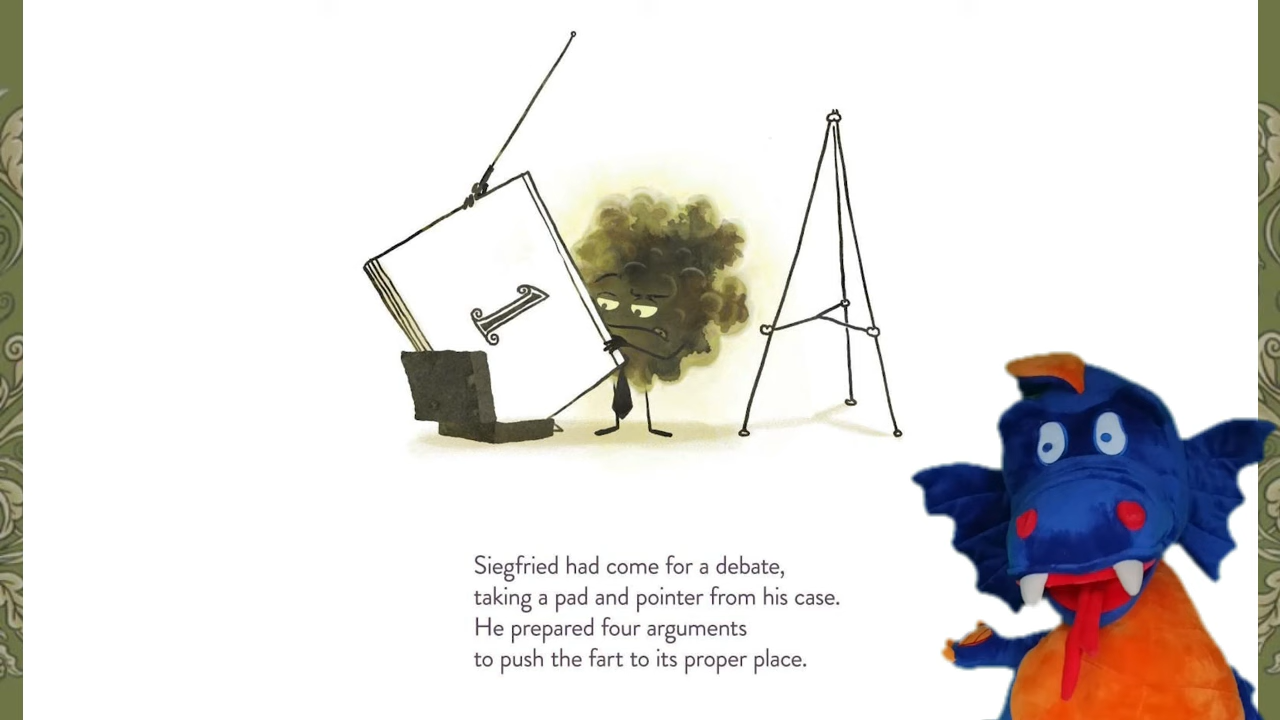 I
Siegfried had come for a debate,
taking a pad and pointer from his case.
He prepared four arguments
to push the fart to its proper place.